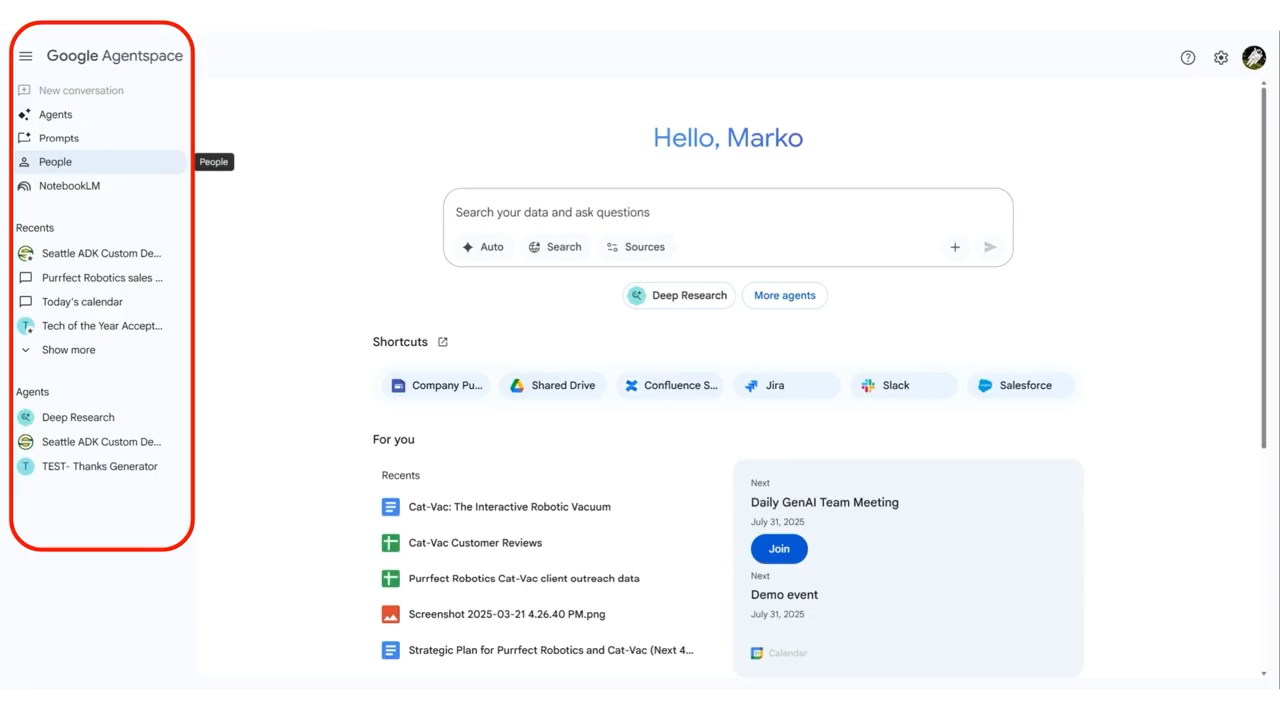 Google Agentspace
New conversation
Agents
Prompts
People
People
NotebookLM
Recents
Seattle ADK Custom De...
Purrfect Robotics sales ...
Today's calendar
T
Tech of the Year Accept...
Show more
Agents
Deep Research
Seattle ADK Custom De...
T
TEST- Thanks Generator
Hello, Marko
Search your data and ask questions
Auto
Search
Sources
Deep Research
More agents
Shortcuts
Company Pu...
Shared Drive
Confluence S...
Jira
Slack
Salesforce
For you
Recents
Cat-Vac: The Interactive Robotic Vacuum
Cat-Vac Customer Reviews
Purrfect Robotics Cat-Vac client outreach data
Screenshot 2025-03-21 4.26.40 PM.png
Strategic Plan for Purrfect Robotics and Cat-Vac (Next 4...
Next
Daily GenAI Team Meeting
July 31, 2025
Join
Next
Demo event
July 31, 2025
Calendar